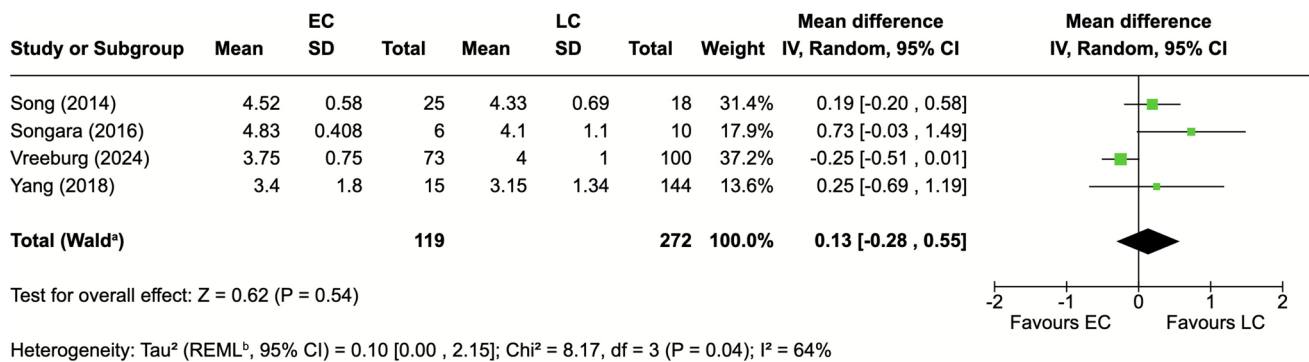 EC LC Mean difference Mean difference
Study or Subgroup Mean SD Total Mean SD Total Weight IV, Random, 95% CI IV, Random, 95% CI
Song (2014) 4.52 0.58 25 4.33 0.69 18 31.4% 0.19 [-0.20 , 0.58]
Songara (2016) 4.83 0.408 6 4.1 1.1 10 17.9% 0.73 [-0.03 , 1.49]
Vreeburg (2024) 3.75 0.75 73 4 1 100 37.2% -0.25 [-0.51 , 0.01]
Yang (2018) 3.4 1.8 15 3.15 1.34 144 13.6% 0.25 [-0.69 , 1.19]
Total (Waldᵃ) 119 272 100.0% 0.13 [-0.28 , 0.55]
Test for overall effect: Z = 0.62 (P = 0.54)
-2 -1 0 1 2
Favours EC Favours LC
Heterogeneity: Tau² (REMLᵇ, 95% CI) = 0.10 [0.00 , 2.15]; Chi² = 8.17, df = 3 (P = 0.04); I² = 64%